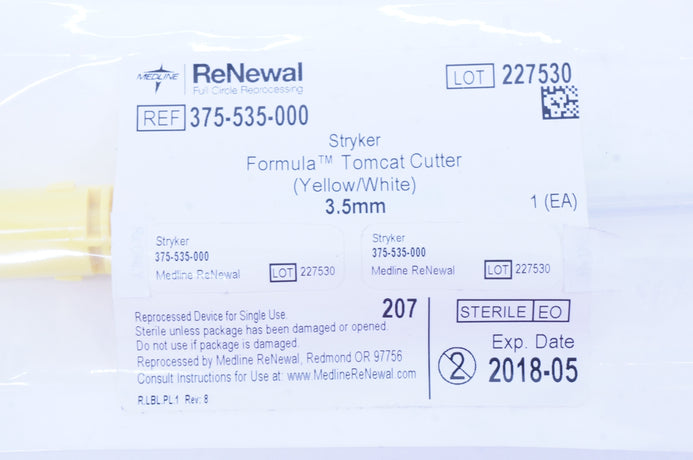 MEDLINE
ReNewal
Full Circle Reprocessing
LOT 227530
REF 375-535-000
Stryker
Formula™ Tomcat Cutter
(Yellow/White)
3.5mm
1 (EA)
Stryker
375-535-000
Medline ReNewal LOT 227530
Stryker
375-535-000
Medline ReNewal LOT 227530
207
Reprocessed Device for Single Use.
Sterile unless package has been damaged or opened.
Do not use if package is damaged.
Reprocessed by Medline ReNewal, Redmond OR 97756
Consult Instructions for Use at: www.MedlineReNewal.com
R.LBL.PL.1 Rev: 8
STERILE EO
2
Exp. Date
2018-05